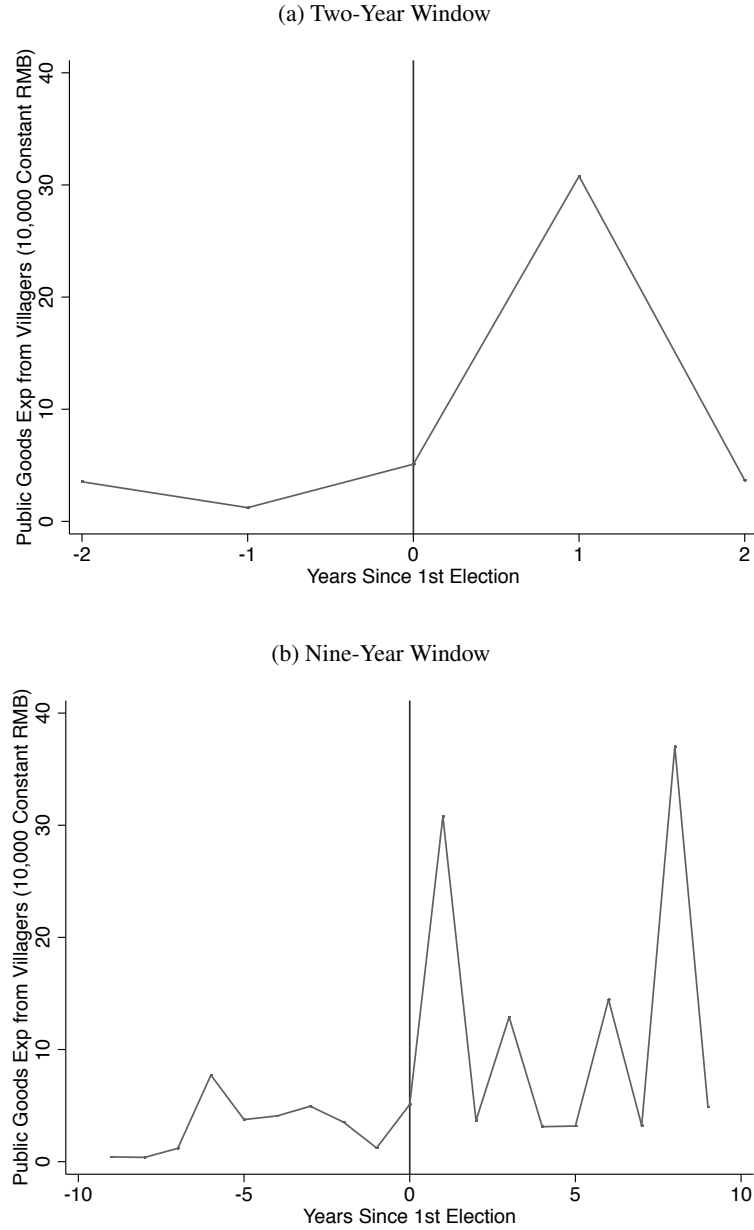 (a) Two-Year Window
Public Goods Exp from Villagers (10,000 Constant RMB)
40
30
20
10
0
-2 -1 0 1 2
Years Since 1st Election
(b) Nine-Year Window
Public Goods Exp from Villagers (10,000 Constant RMB)
40
30
20
10
0
-10 -5 0 5 10
Years Since 1st Election